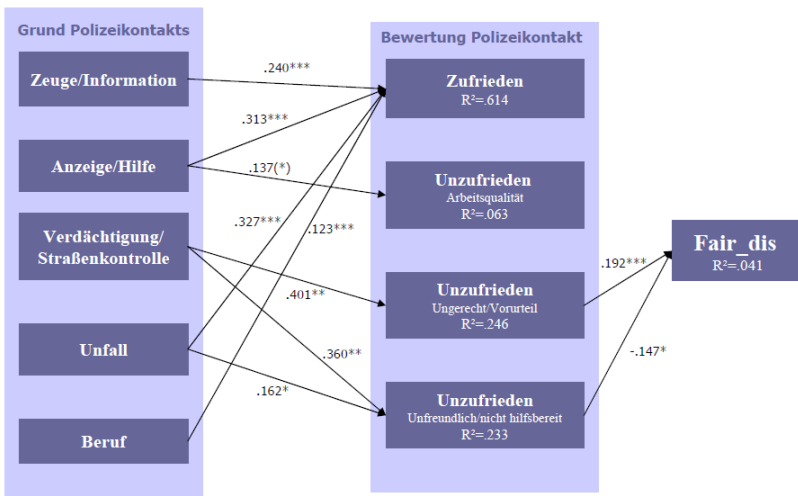 Grund Polizeikontakts
Zeuge/Information
Anzeige/Hilfe
Verdächtigung/
Straßenkontrolle
Unfall
Beruf
.240***
.313***
.137(*)
.327***
.123***
.401**
.360**
.162*
Bewertung Polizeikontakt
Zufrieden
R²=.614
Unzufrieden
Arbeitsqualität
R²=.063
Unzufrieden
Ungerecht/Vorurteil
R²=.246
Unzufrieden
Unfreundlich/nicht hilfsbereit
R²=.233
.192***
-.147*
Fair_dis
R²=.041